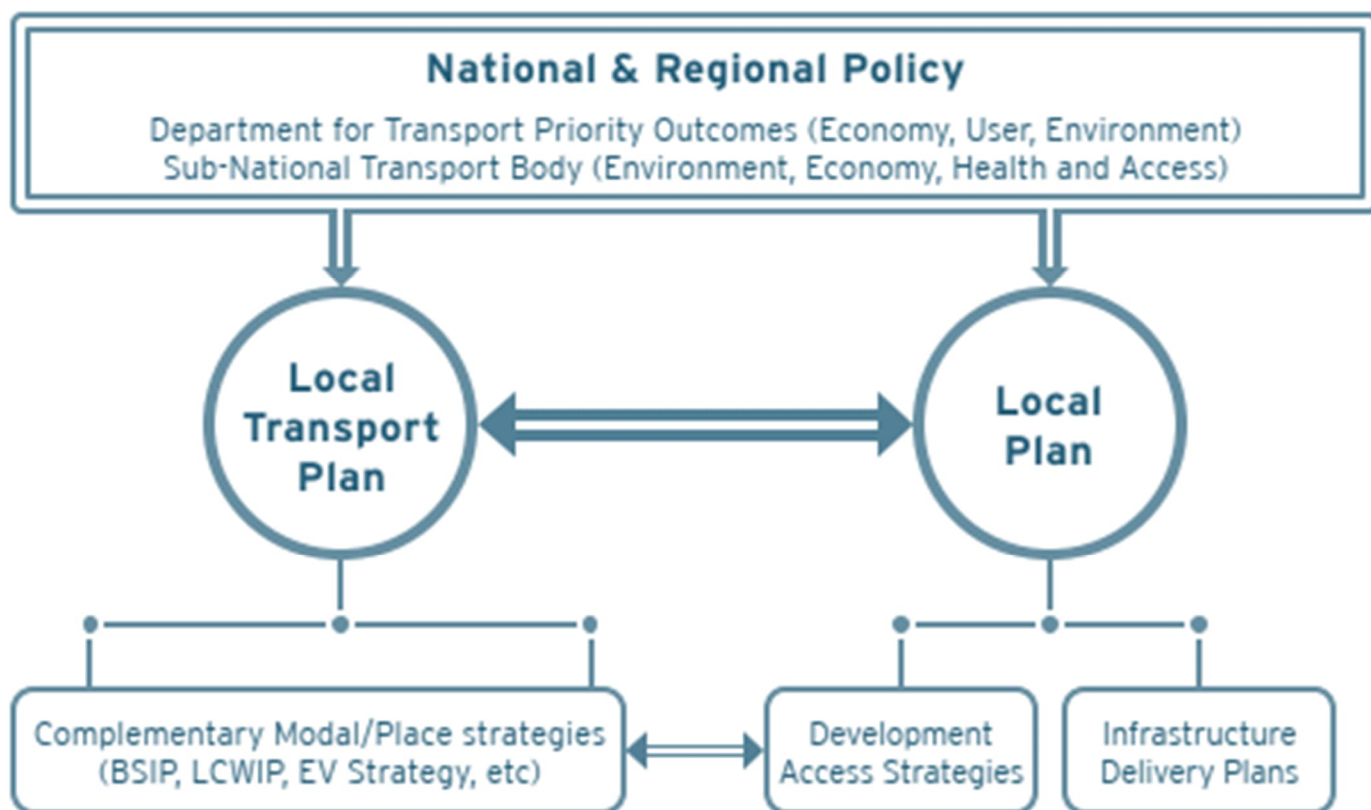 National & Regional Policy
Department for Transport Priority Outcomes (Economy, User, Environment)
Sub-National Transport Body (Environment, Economy, Health and Access)
Local
Transport
Plan
Local
Plan
Complementary Modal/Place strategies
(BSIP, LCWIP, EV Strategy, etc)
Development
Access Strategies
Infrastructure
Delivery Plans